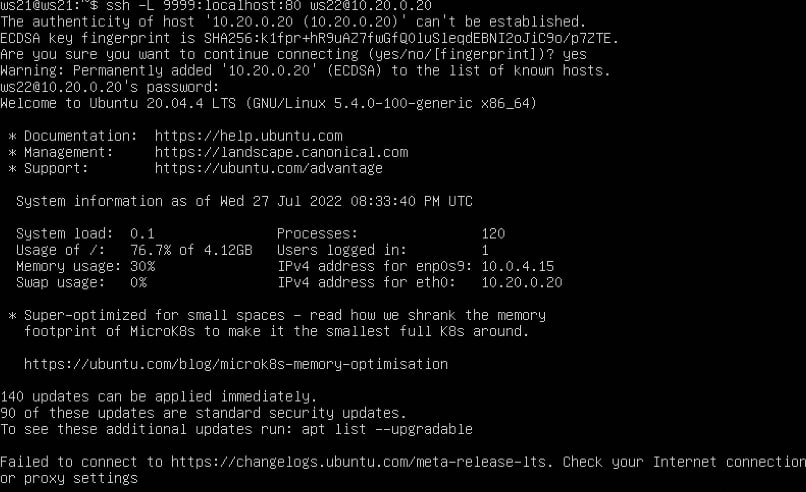 ws21@ws21:~$ ssh -L 9999:localhost:80 ws22@10.20.0.20
The authenticity of host '10.20.0.20 (10.20.0.20)' can't be established.
ECDSA key fingerprint is SHA256:k1fpr+hR9uAZ7fwGfQ0luSleqdEBNI2oJiC9o/p7ZTE.
Are you sure you want to continue connecting (yes/no/[fingerprint])? yes
Warning: Permanently added '10.20.0.20' (ECDSA) to the list of known hosts.
ws22@10.20.0.20's password:
Welcome to Ubuntu 20.04.4 LTS (GNU/Linux 5.4.0-100-generic x86_64)
* Documentation: https://help.ubuntu.com
* Management: https://landscape.canonical.com
* Support: https://ubuntu.com/advantage
System information as of Wed 27 Jul 2022 08:33:40 PM UTC
System load: 0.1 Processes: 120
Usage of /: 76.7% of 4.12GB Users logged in: 1
Memory usage: 30% IPv4 address for enp0s9: 10.0.4.15
Swap usage: 0% IPv4 address for eth0: 10.20.0.20
* Super-optimized for small spaces - read how we shrank the memory
footprint of MicroK8s to make it the smallest full K8s around.
https://ubuntu.com/blog/microk8s-memory-optimisation
140 updates can be applied immediately.
90 of these updates are standard security updates.
To see these additional updates run: apt list --upgradable
Failed to connect to https://changelogs.ubuntu.com/meta-release-lts. Check your Internet connection
or proxy settings